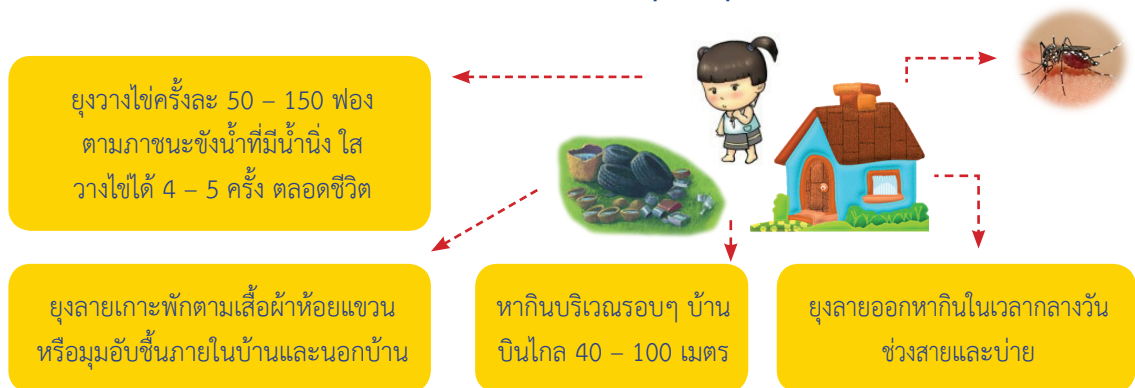 ยุงวางไข่ครั้งละ 50 – 150 ฟอง
ตามภาชนะขังน้ำที่มีน้ำนิ่ง ใส
วางไข่ได้ 4 – 5 ครั้ง ตลอดชีวิต
ยุงลายเกาะพักตามเสื้อผ้าห้อยแขวน
หรือมุมอับชื้นภายในบ้านและนอกบ้าน
หากินบริเวณรอบๆ บ้าน
บินไกล 40 – 100 เมตร
ยุงลายออกหากินในเวลากลางวัน
ช่วงสายและบ่าย